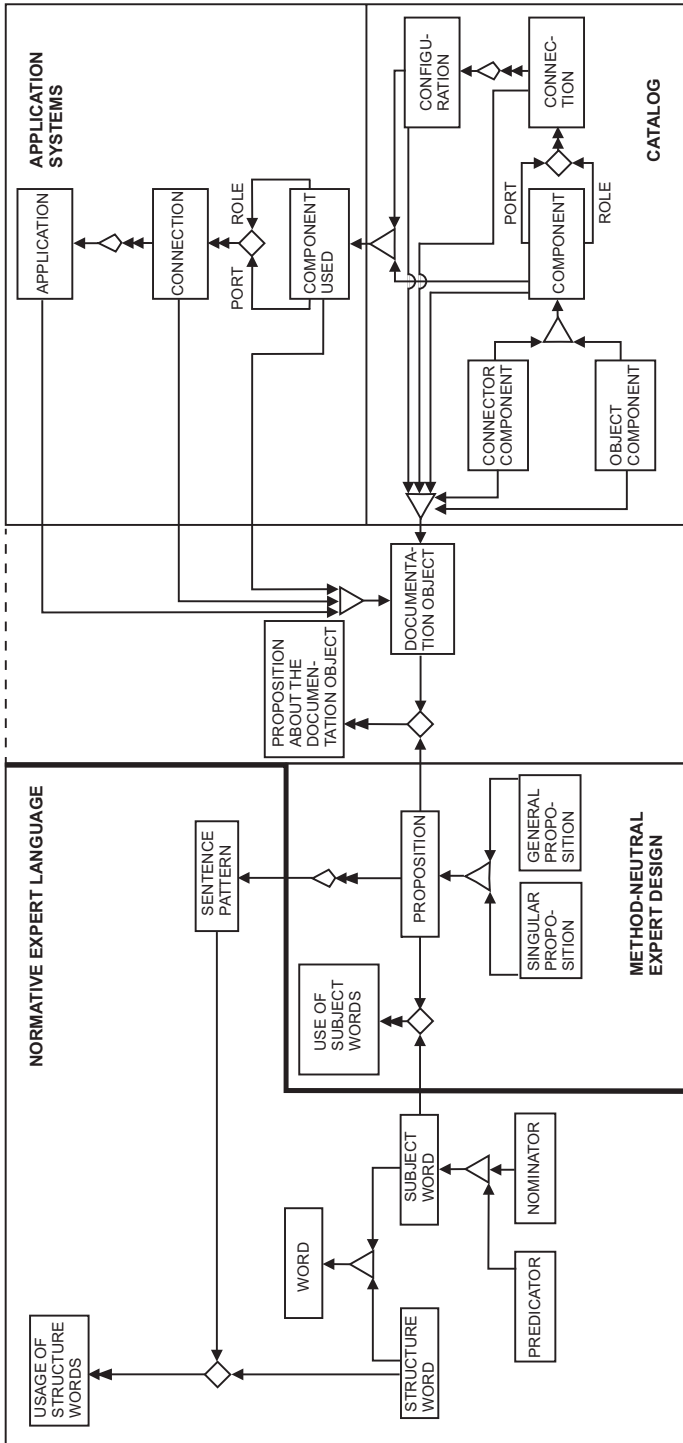 NORMATIVE EXPERT LANGUAGE
USAGE OF
STRUCTURE
WORDS
SENTENCE
PATTERN
WORD
STRUCTURE
WORD
SUBJECT
WORD
PREDICATOR
NOMINATOR
USE OF
SUBJECT
WORDS
PROPOSITION
SINGULAR
PROPO-
SITION
GENERAL
PROPO-
SITION
METHOD-NEUTRAL
EXPERT DESIGN
PROPOSITION
ABOUT THE
DOCUMEN-
TATION OBJECT
DOCUMENTA-
TION OBJECT
APPLICATION
SYSTEMS
APPLICATION
CONNECTION
PORT
ROLE
COMPONENT
USED
CONFIGU-
RATION
CONNEC-
TION
PORT
ROLE
COMPONENT
CONNECTOR
COMPONENT
OBJECT
COMPONENT
CATALOG